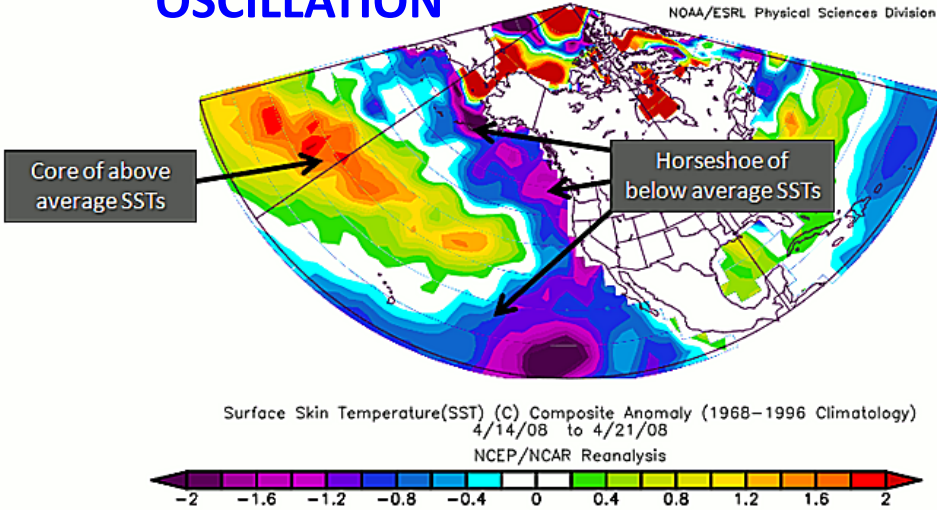 OSCILLATION
NOAA/ESRL Physical Sciences Division
Core of above
average SSTs
Horseshoe of
below average SSTs
Surface Skin Temperature(SST) (C) Composite Anomaly (1968-1996 Climatology)
4/14/08 to 4/21/08
NCEP/NCAR Reanalysis
-2 -1.6 -1.2 -0.8 -0.4 0 0.4 0.8 1.2 1.6 2